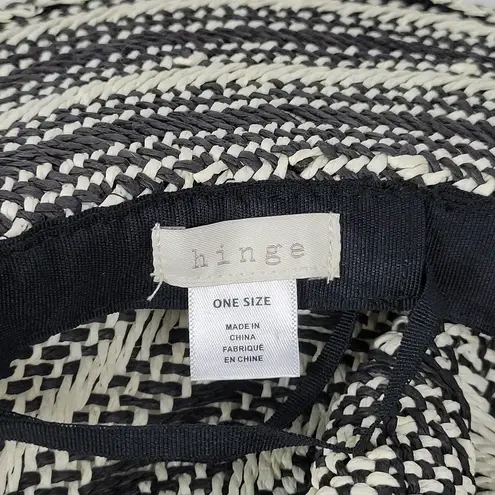 hinge
ONE SIZE
MADE IN
CHINA
FABRIQUÉ
EN CHINE